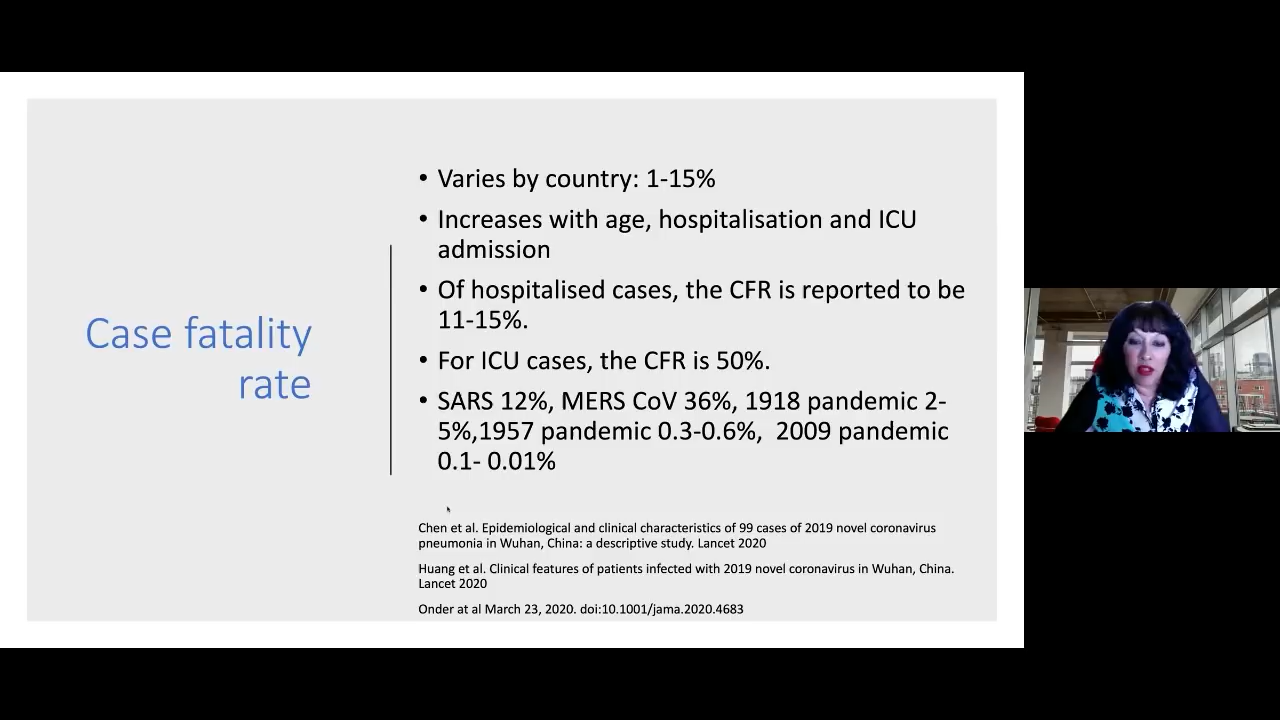 Case fatality
rate
• Varies by country: 1-15%
• Increases with age, hospitalisation and ICU
admission
• Of hospitalised cases, the CFR is reported to be
11-15%.
• For ICU cases, the CFR is 50%.
• SARS 12%, MERS CoV 36%, 1918 pandemic 2-
5%,1957 pandemic 0.3-0.6%,  2009 pandemic
0.1- 0.01%
Chen et al. Epidemiological and clinical characteristics of 99 cases of 2019 novel coronavirus
pneumonia in Wuhan, China: a descriptive study. Lancet 2020
Huang et al. Clinical features of patients infected with 2019 novel coronavirus in Wuhan, China.
Lancet 2020
Onder at al March 23, 2020. doi:10.1001/jama.2020.4683